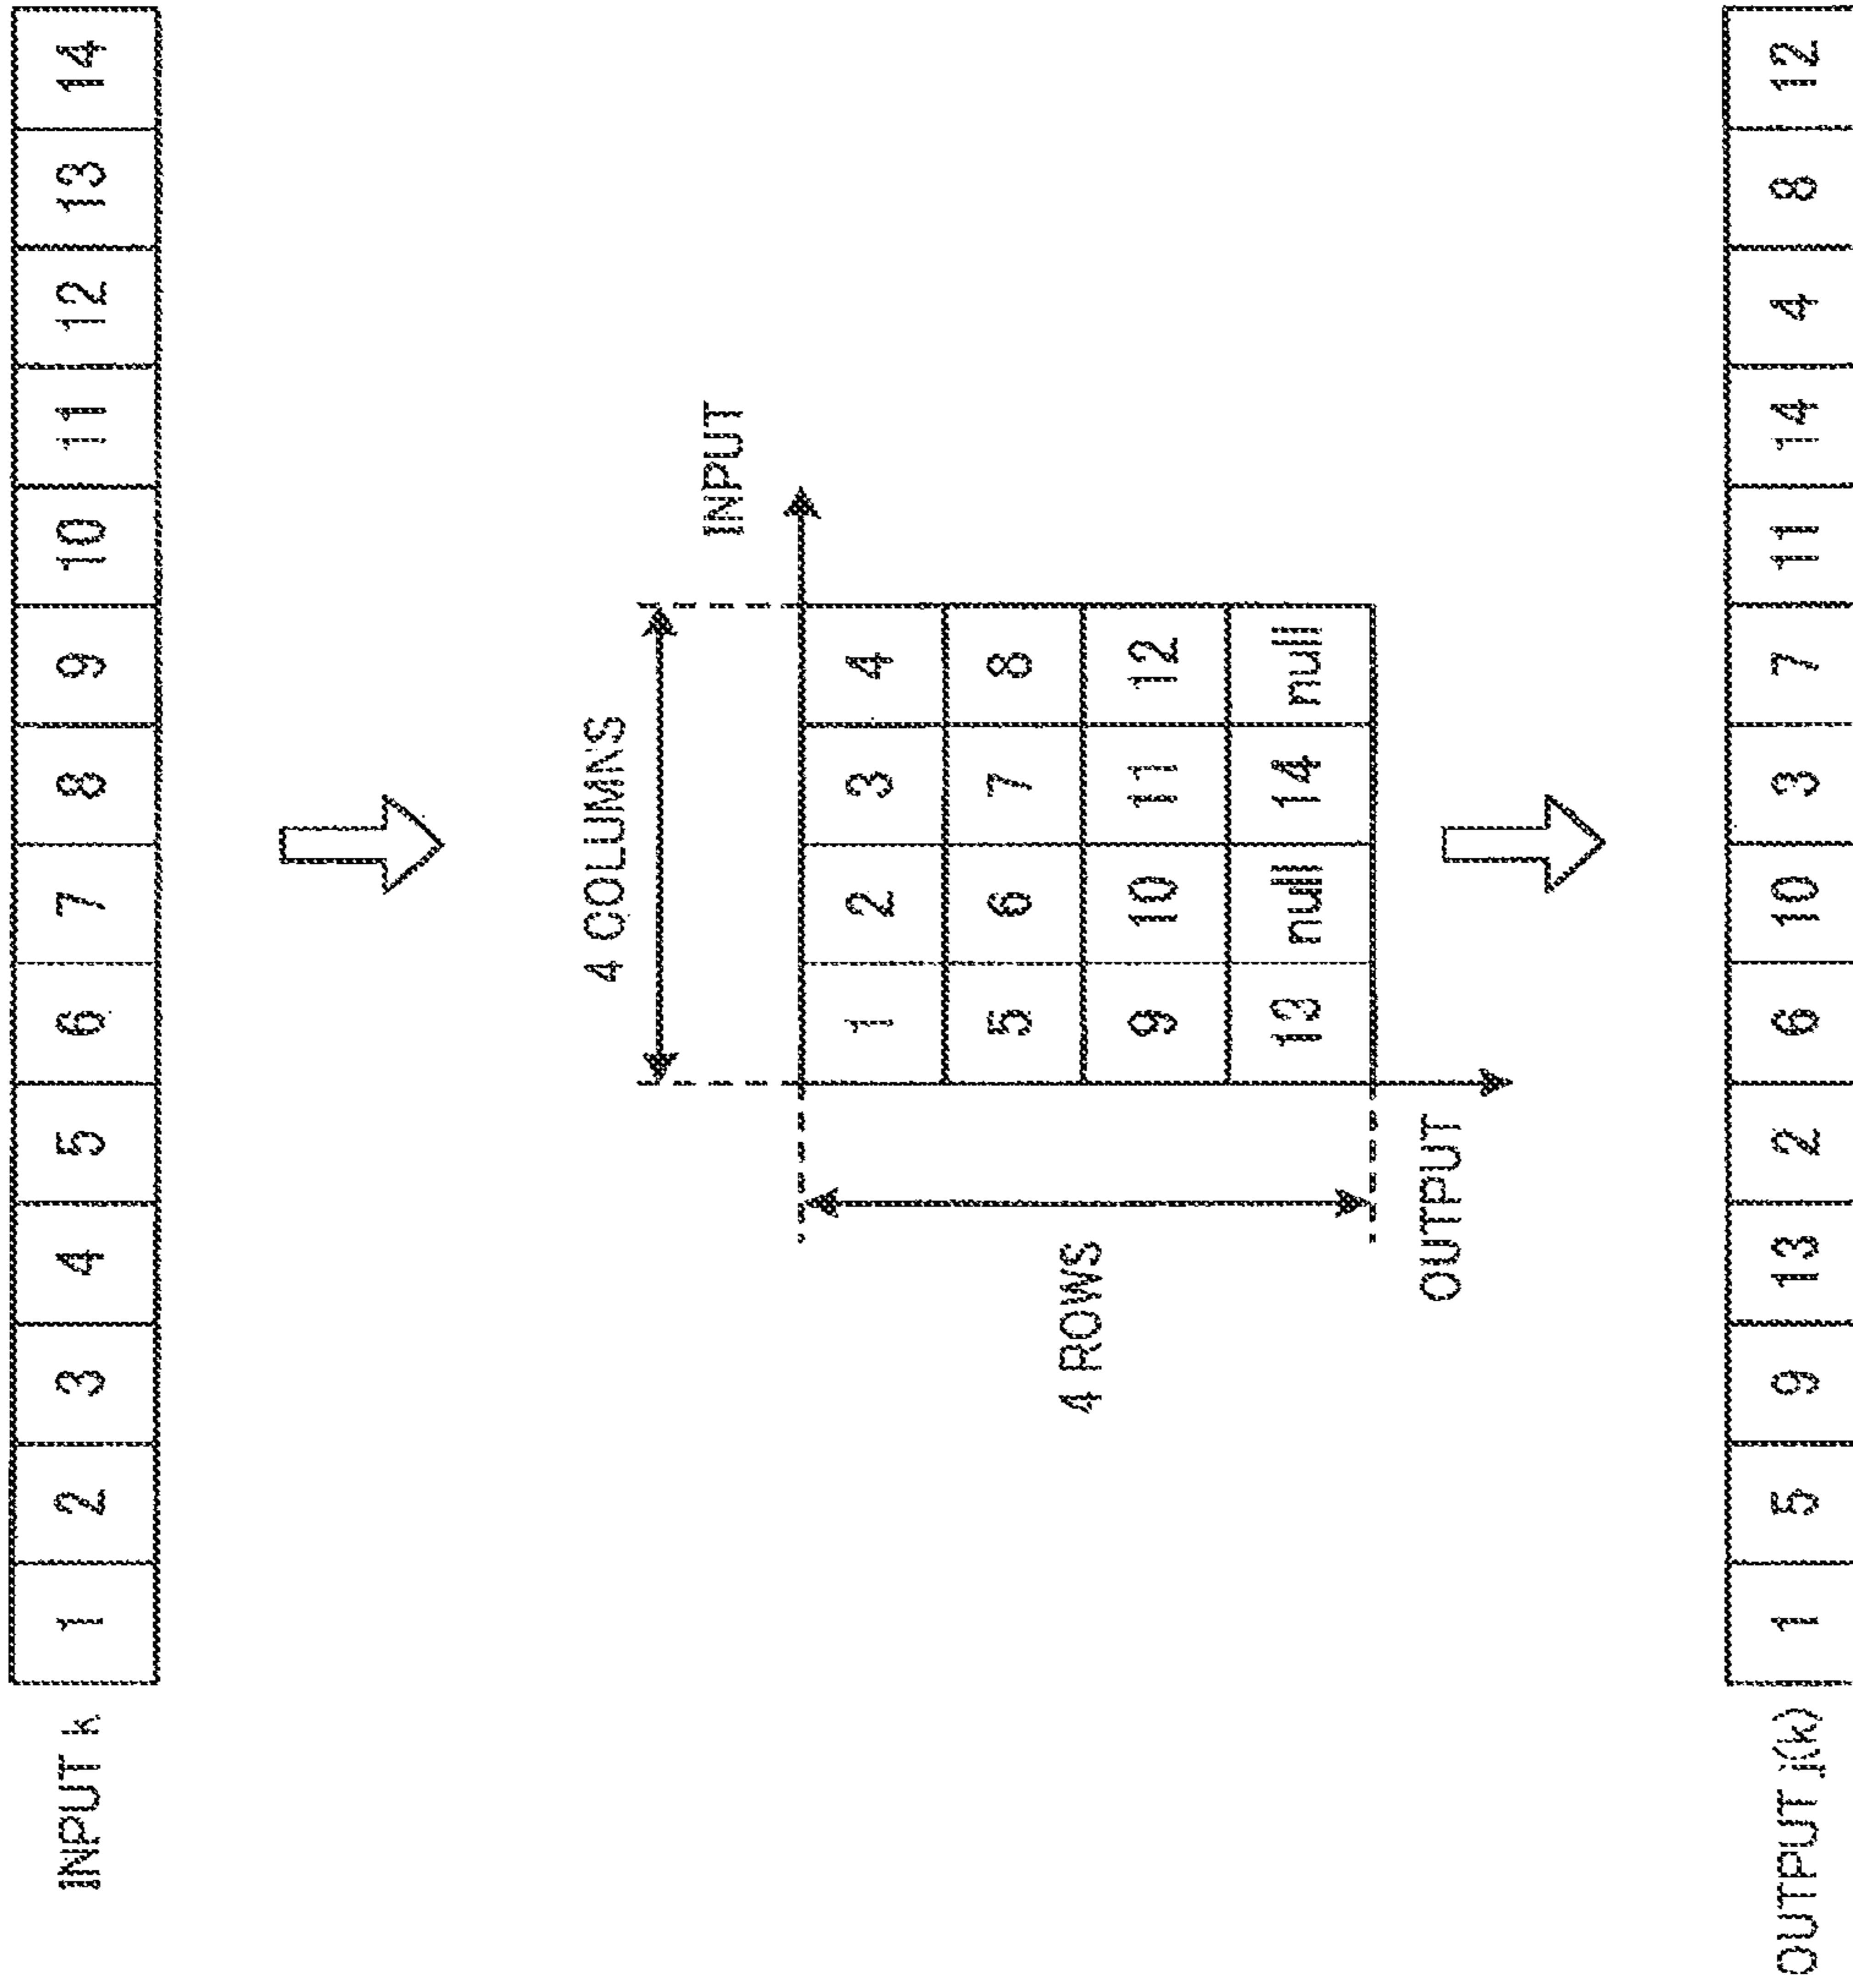 INPUT k 1 2 3 4 5 6 7 8 9 10 11 12 13 14
4 COLUMNS
INPUT
4 ROWS
1 2 3 4
5 6 7 8
9 10 11 12
13 null 14 null
OUTPUT
OUTPUT j(k) 1 5 9 13 2 6 10 3 7 11 14 4 8 12